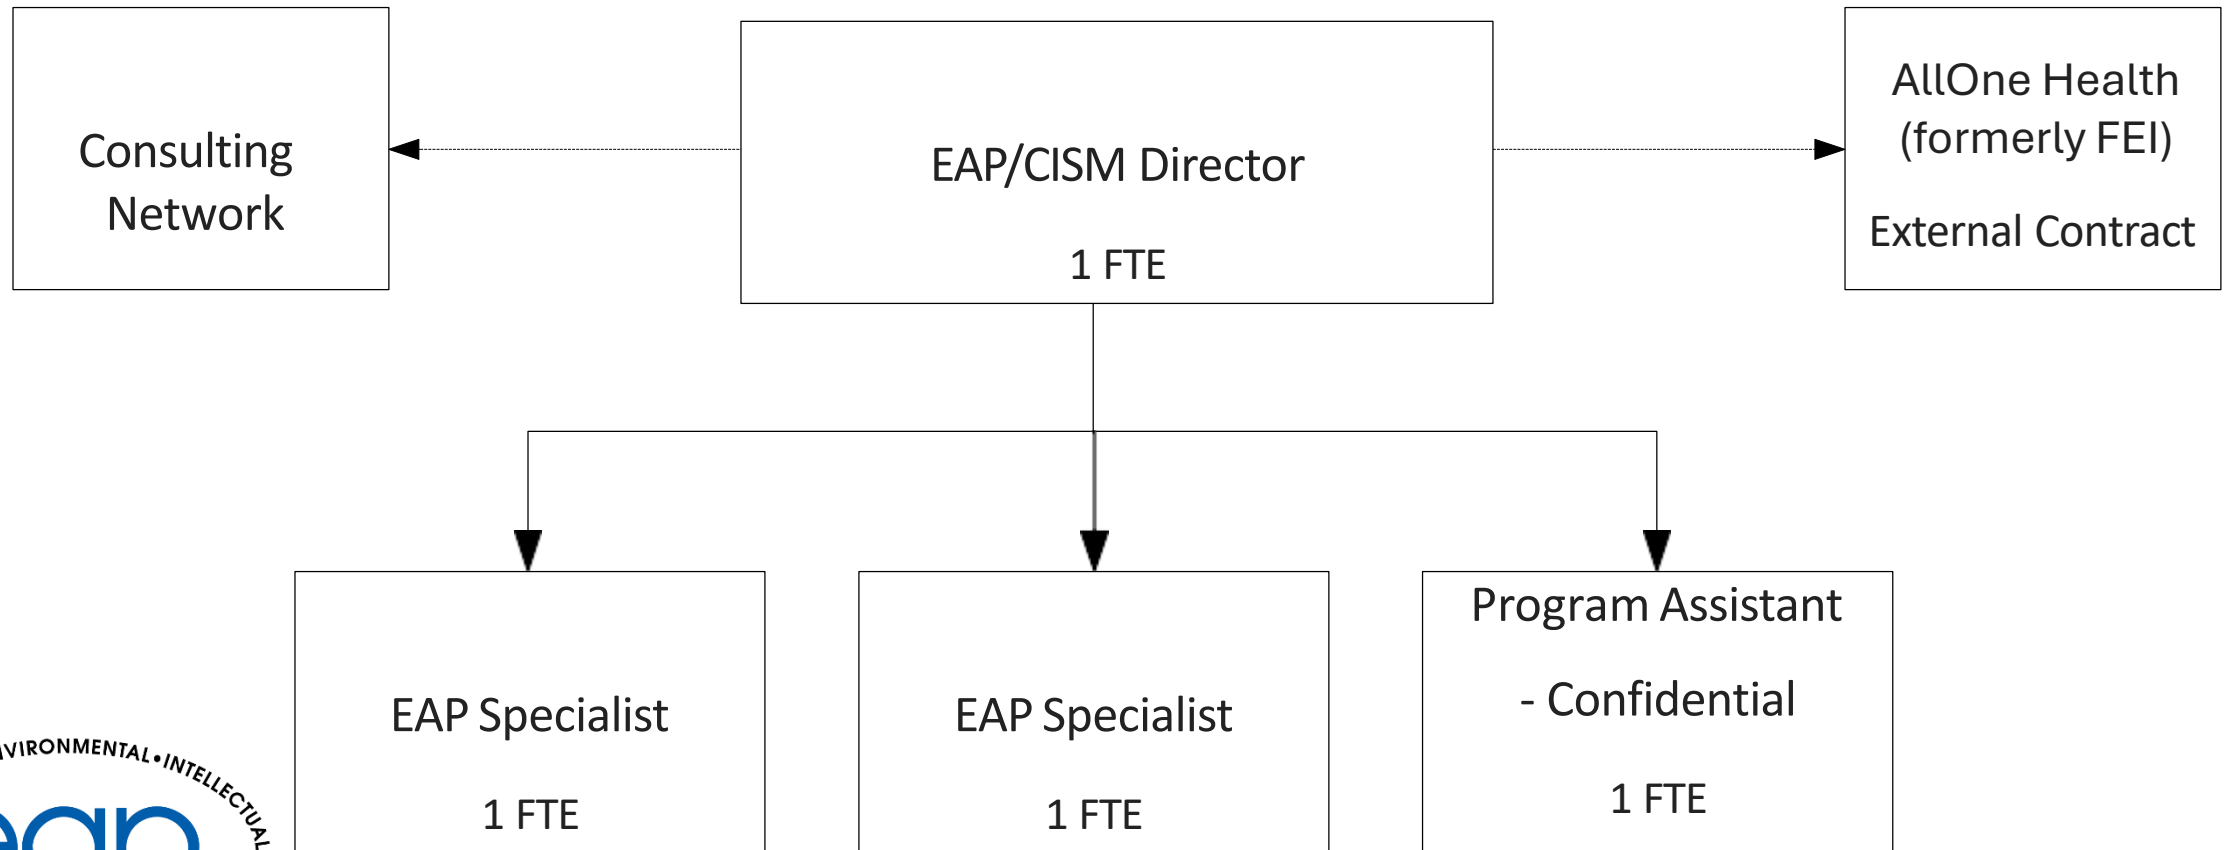 Consulting
Network
EAP/CISM Director
1 FTE
AllOne Health
(formerly FEI)
External Contract
EAP Specialist
1 FTE
EAP Specialist
1 FTE
Program Assistant
- Confidential
1 FTE
•INTELLECTUAL